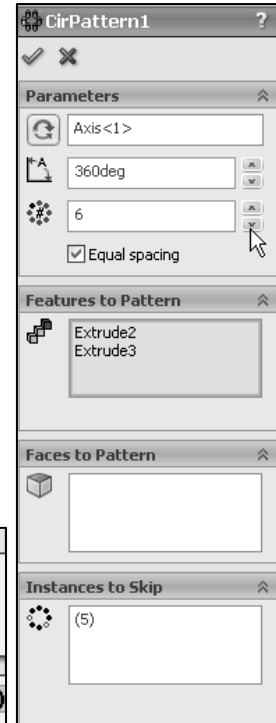 CirPattern1 ?
Parameters
Axis<1>
A
360deg
#
6
Equal spacing
Features to Pattern
Extrude2
Extrude3
Faces to Pattern
Instances to Skip
(5)